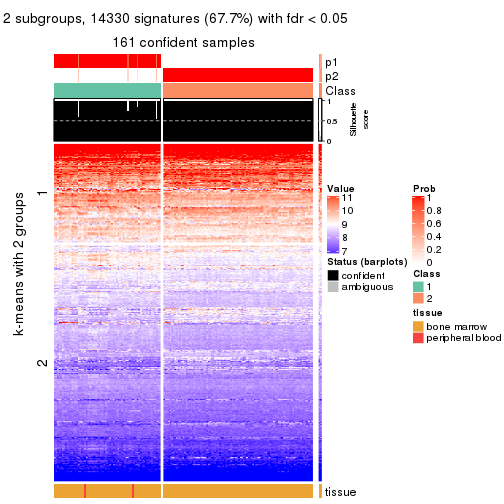 2 subgroups, 14330 signatures (67.7%) with fdr < 0.05
161 confident samples
p1
p2
Class
1
0.5
0
Silhouette
score
k-means with 2 groups
1
2
tissue
Value
11
10
9
8
7
Status (barplots)
confident
ambiguous
Prob
1
0.8
0.6
0.4
0.2
0
Class
1
2
tissue
bone marrow
peripheral blood